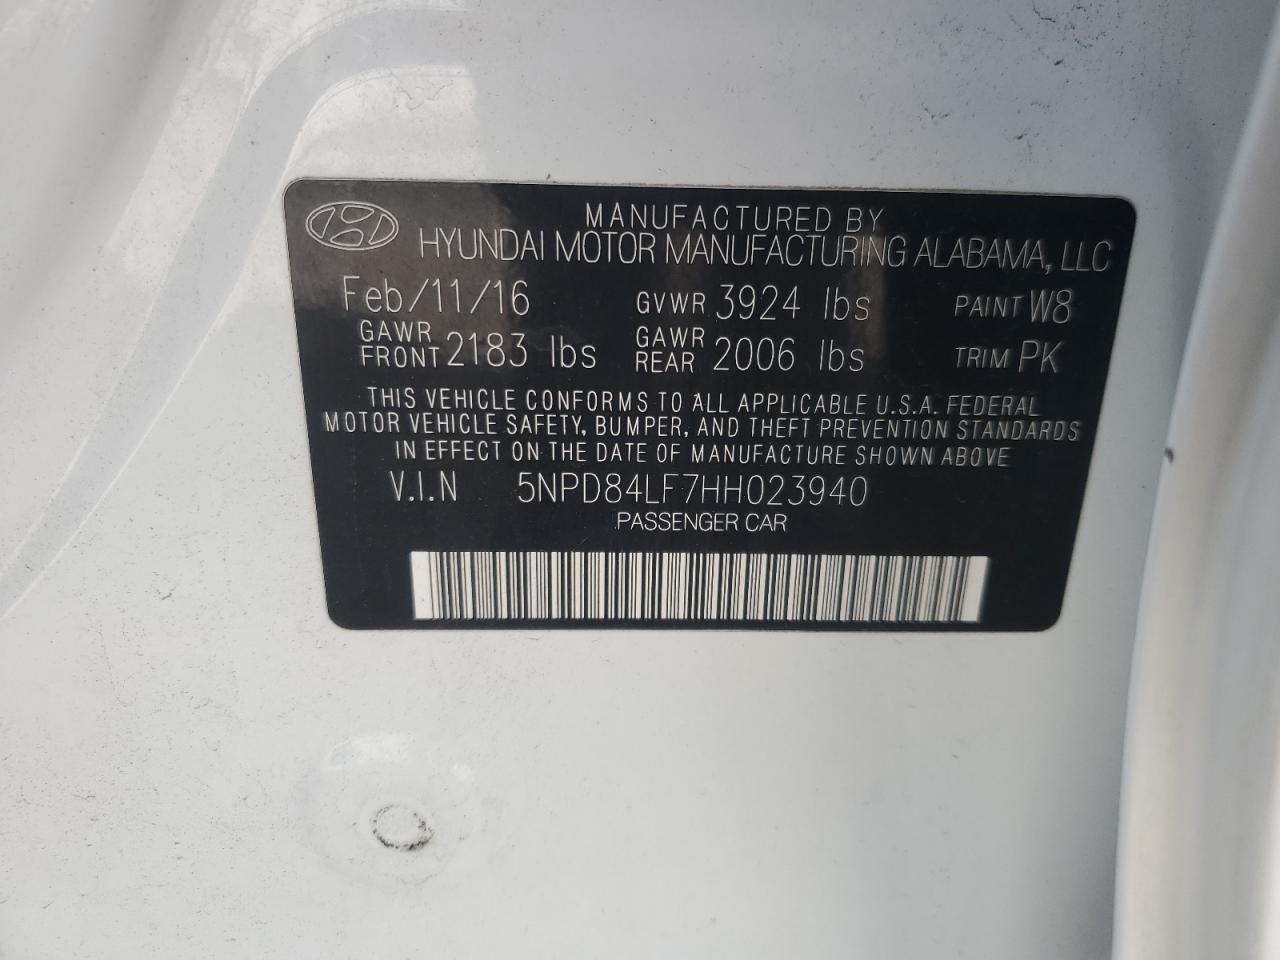 MANUFACTURED BY
HYUNDAI MOTOR MANUFACTURING ALABAMA, LLC
Feb/11/16 GVWR 3924 lbs PAINT W8
GAWR FRONT 2183 lbs GAWR REAR 2006 lbs TRIM PK
THIS VEHICLE CONFORMS TO ALL APPLICABLE U.S.A. FEDERAL
MOTOR VEHICLE SAFETY, BUMPER, AND THEFT PREVENTION STANDARDS
IN EFFECT ON THE DATE OF MANUFACTURE SHOWN ABOVE
V.I.N 5NPD84LF7HH023940
PASSENGER CAR